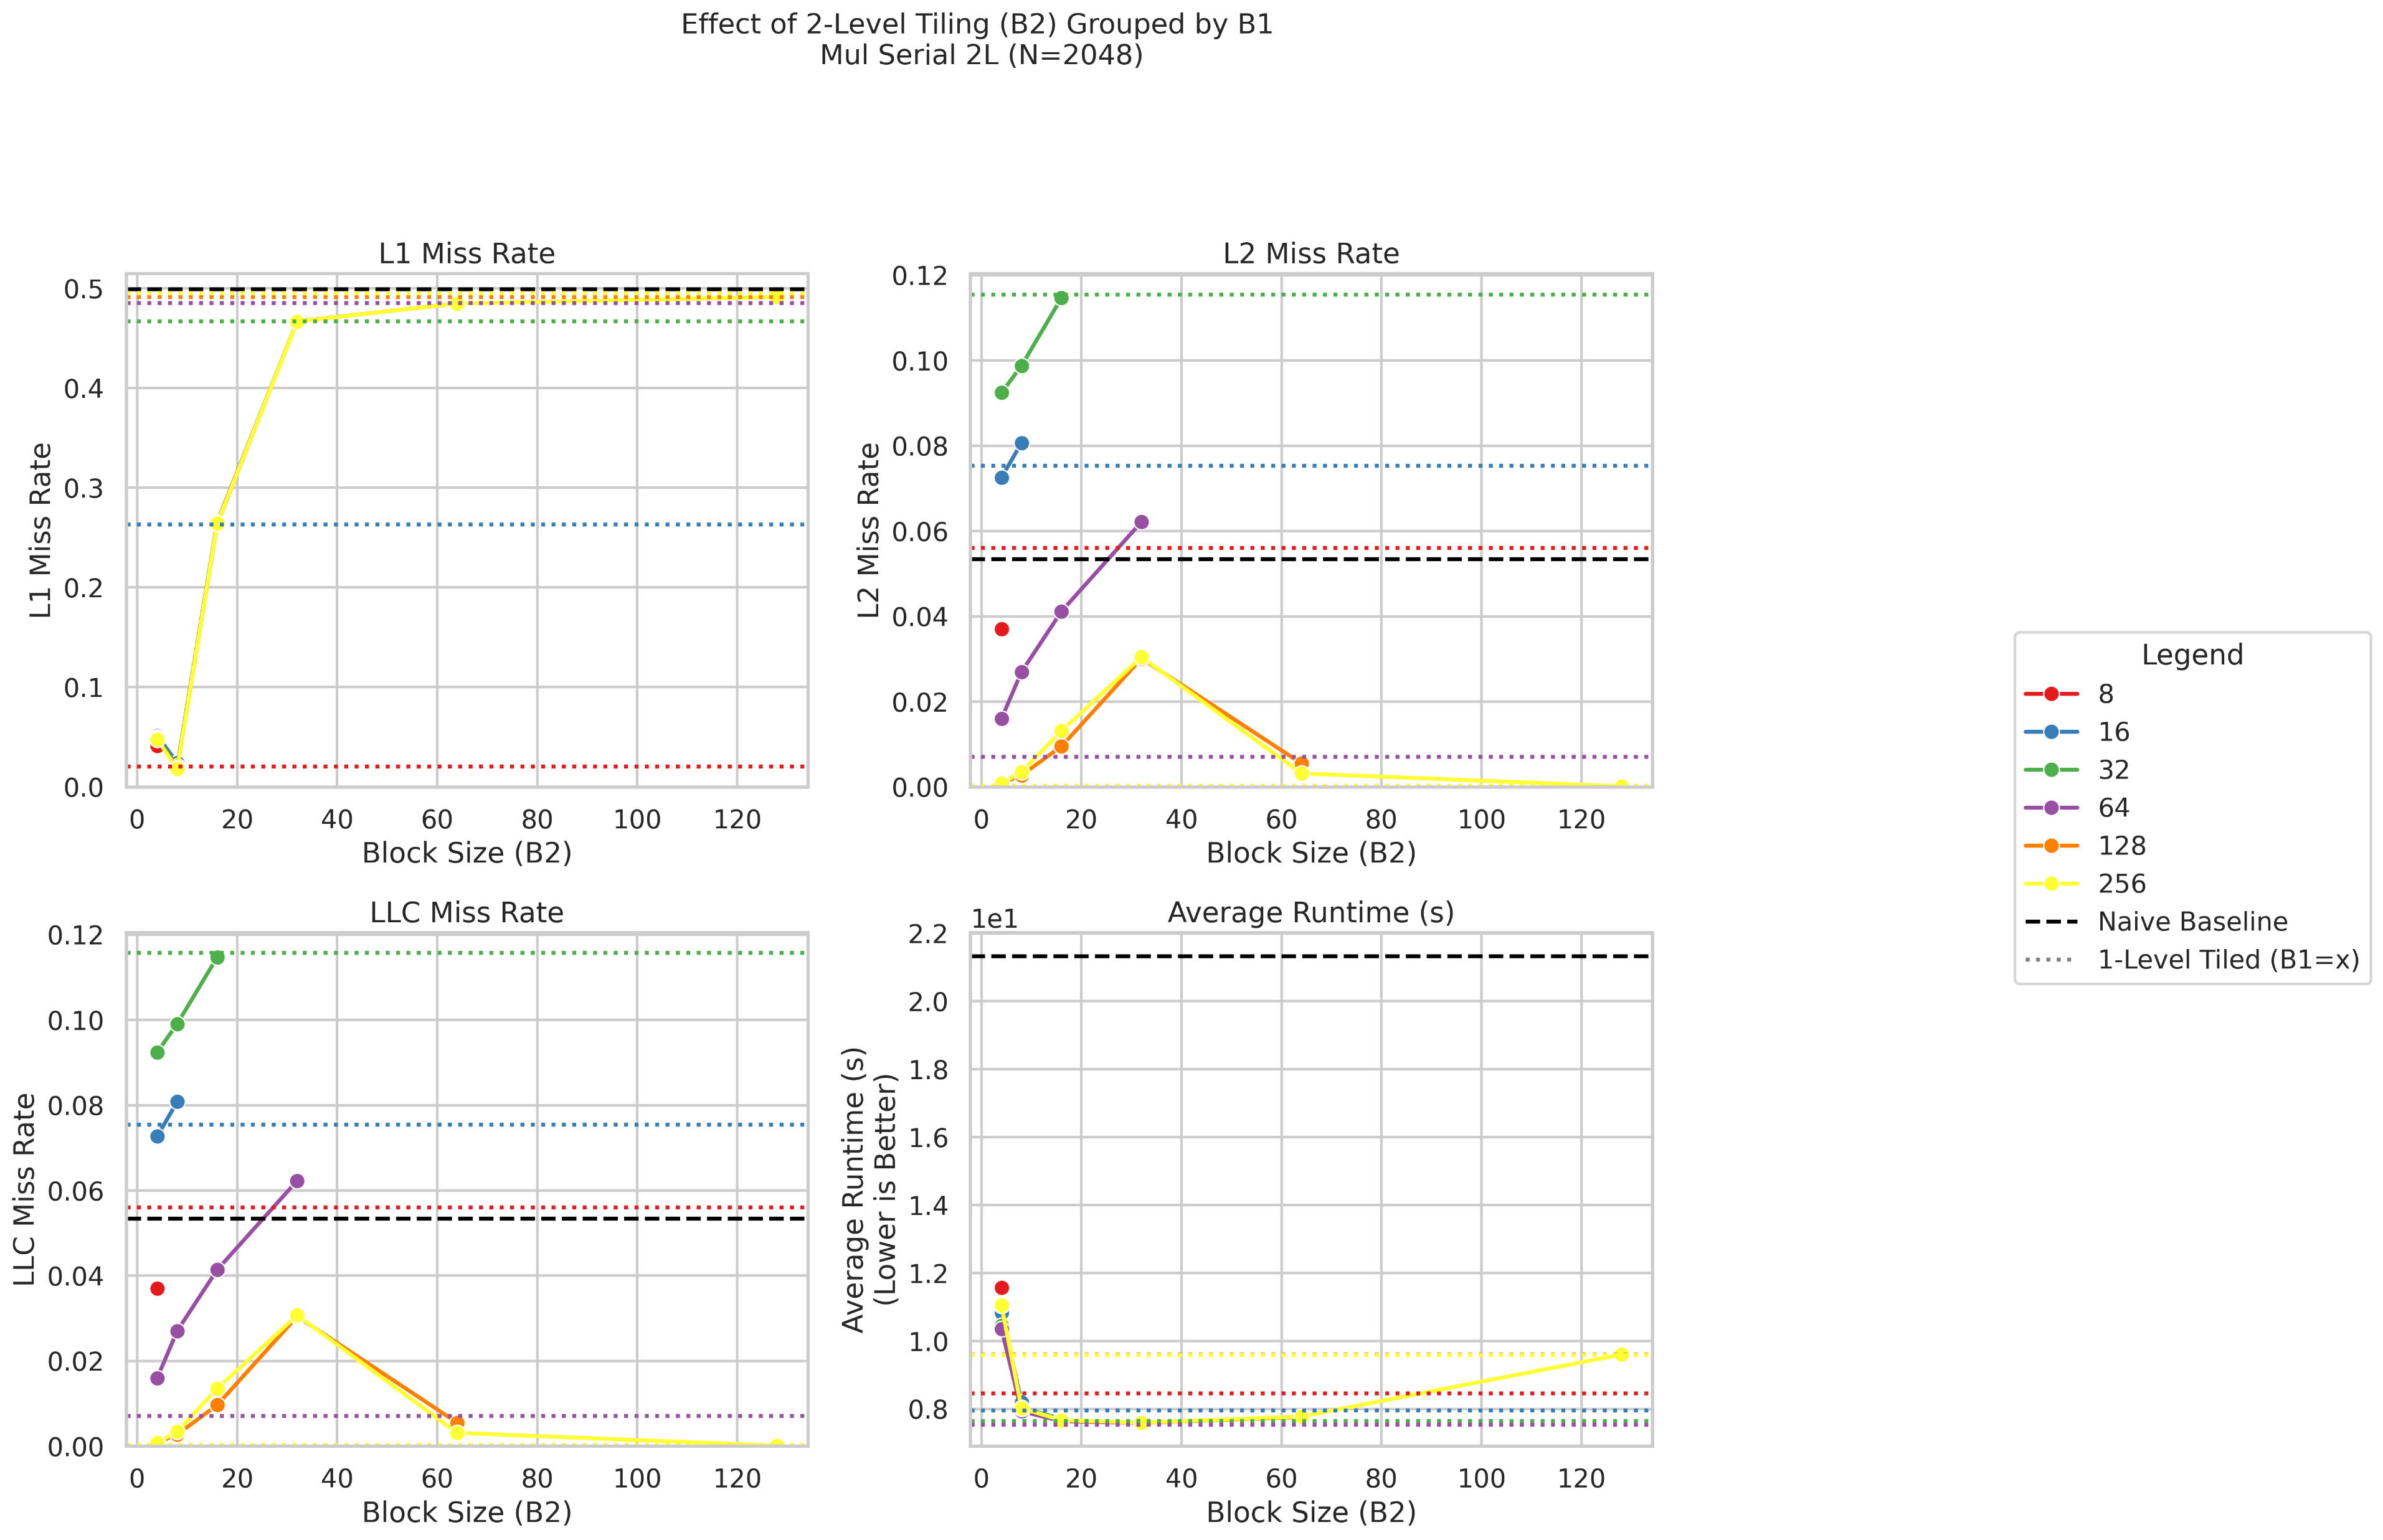 Effect of 2-Level Tiling (B2) Grouped by B1
Mul Serial 2L (N=2048)
L1 Miss Rate
L1 Miss Rate
0.5
0.4
0.3
0.2
0.1
0.0
0 20 40 60 80 100 120
Block Size (B2)
L2 Miss Rate
L2 Miss Rate
0.12
0.10
0.08
0.06
0.04
0.02
0.00
0 20 40 60 80 100 120
Block Size (B2)
LLC Miss Rate
LLC Miss Rate
0.12
0.10
0.08
0.06
0.04
0.02
0.00
0 20 40 60 80 100 120
Block Size (B2)
Average Runtime (s)
1e1
Average Runtime (s)
(Lower is Better)
2.2
2.0
1.8
1.6
1.4
1.2
1.0
0.8
0 20 40 60 80 100 120
Block Size (B2)
Legend
8
16
32
64
128
256
Naive Baseline
1-Level Tiled (B1=x)